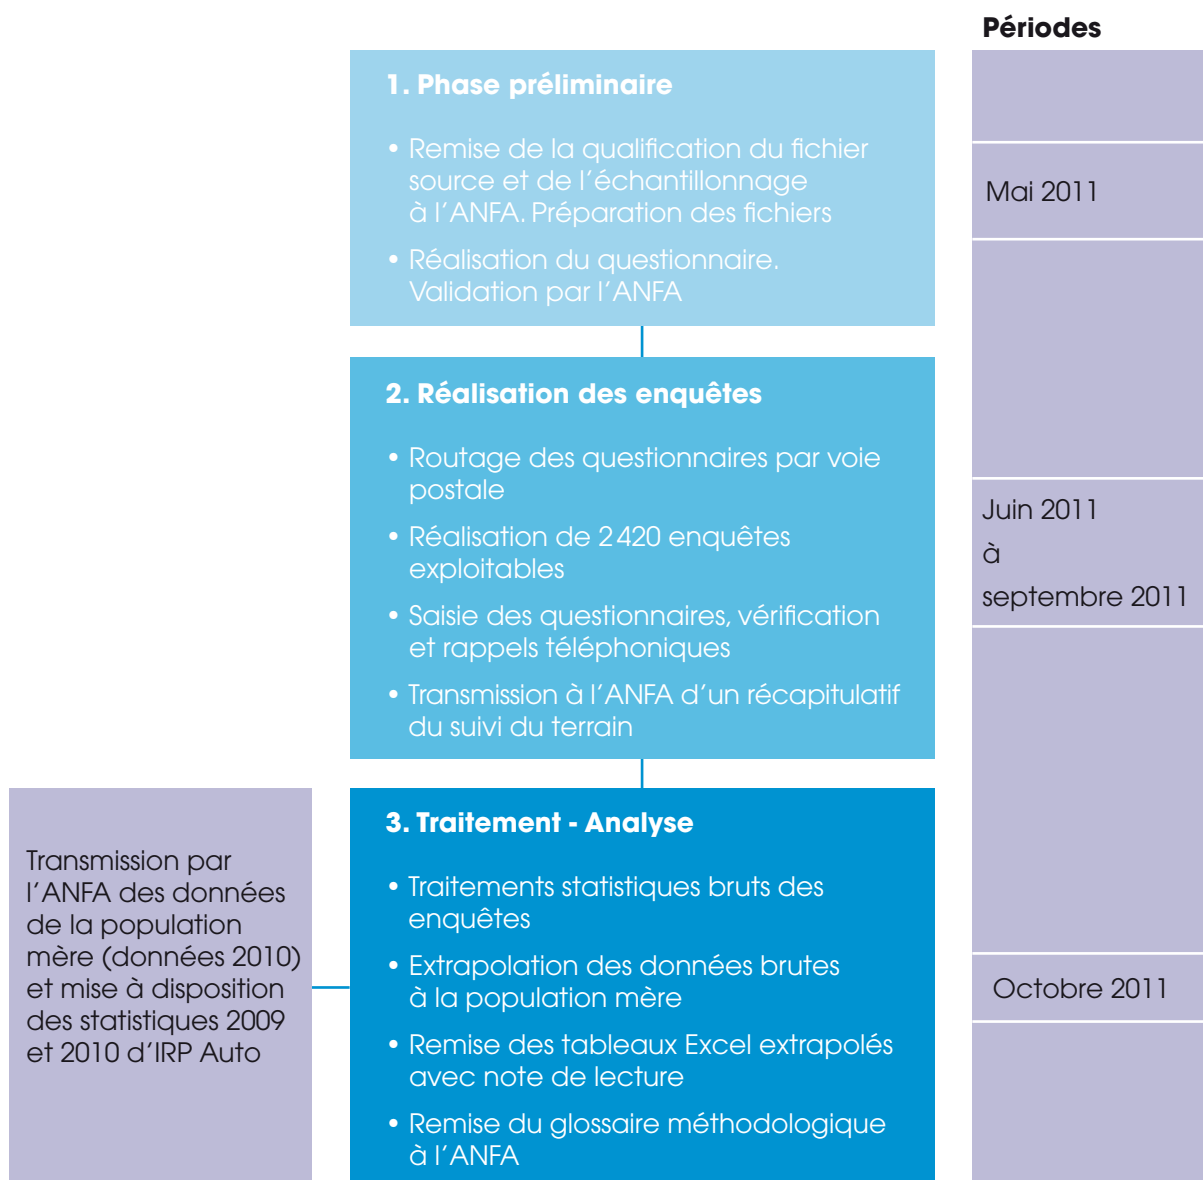 Périodes
1. Phase préliminaire
• Remise de la qualification du fichier
source et de l'échantillonnage
à l'ANFA. Préparation des fichiers
• Réalisation du questionnaire.
Validation par l'ANFA
Mai 2011
2. Réalisation des enquêtes
• Routage des questionnaires par voie
postale
• Réalisation de 2 420 enquêtes
exploitables
• Saisie des questionnaires, vérification
et rappels téléphoniques
• Transmission à l'ANFA d'un récapitulatif
du suivi du terrain
Juin 2011
à
septembre 2011
Transmission par
l'ANFA des données
de la population
mère (données 2010)
et mise à disposition
des statistiques 2009
et 2010 d'IRP Auto
3. Traitement - Analyse
• Traitements statistiques bruts des
enquêtes
• Extrapolation des données brutes
à la population mère
• Remise des tableaux Excel extrapolés
avec note de lecture
• Remise du glossaire méthodologique
à l'ANFA
Octobre 2011